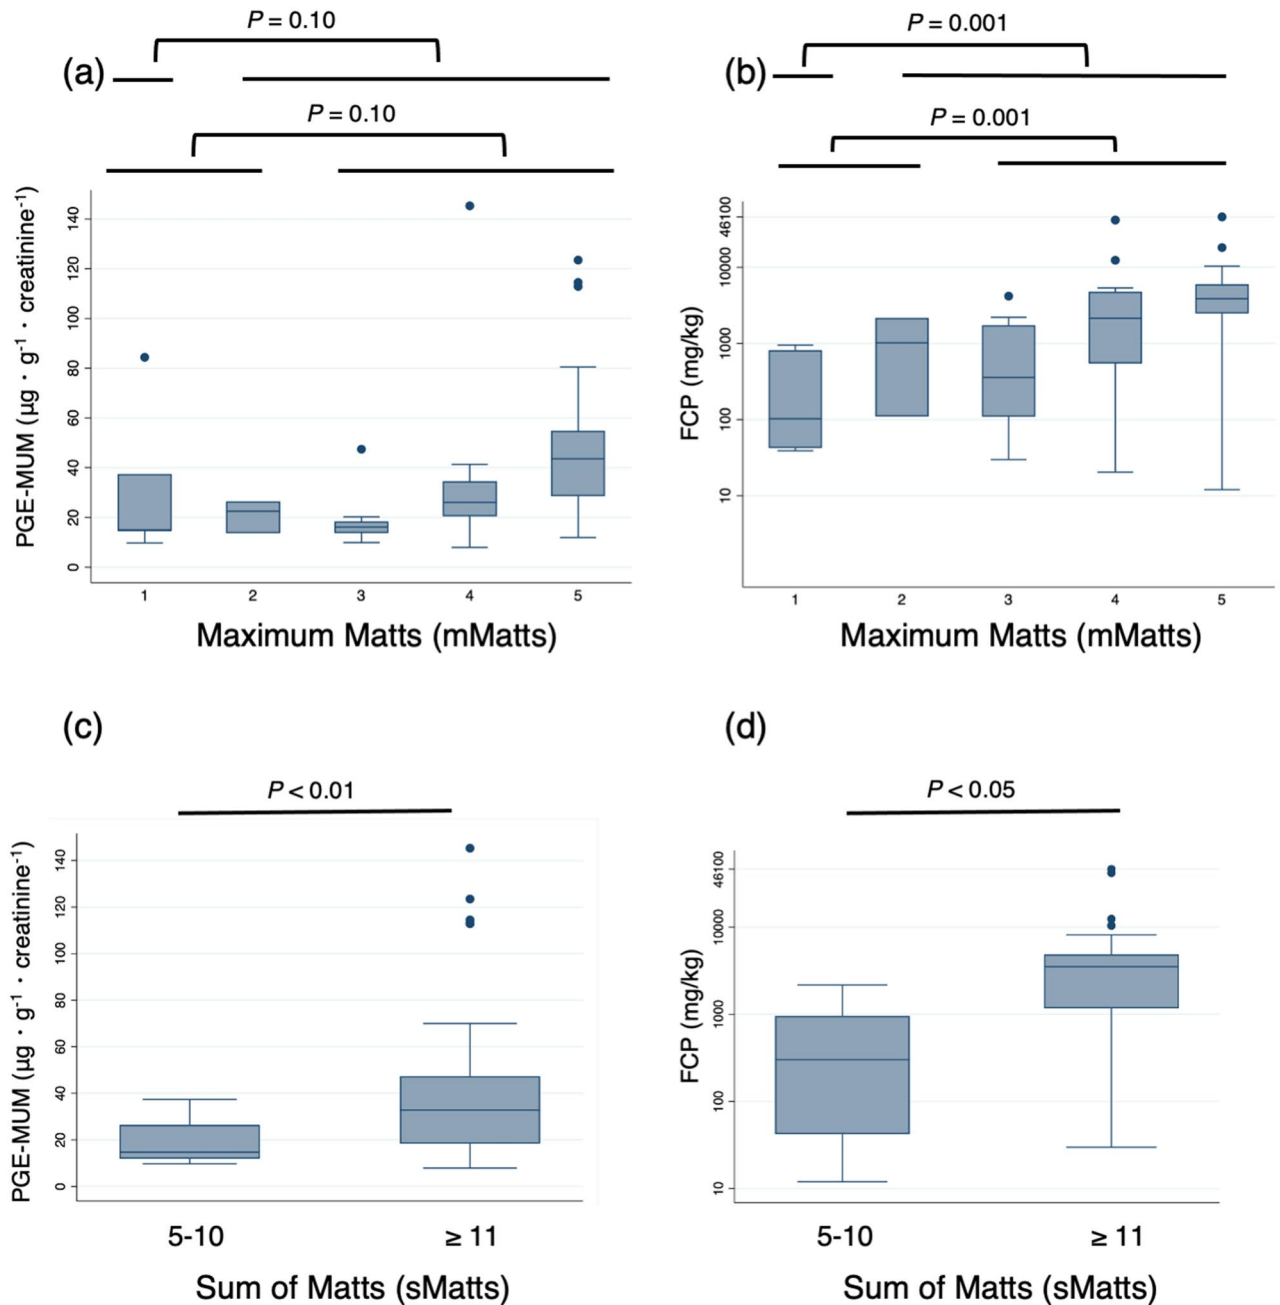 P = 0.10
(a)
P = 0.10
PGE-MUM (μg · g-1 · creatinine-1)
140
120
100
80
60
40
20
0
1 2 3 4 5
Maximum Matts (mMatts)
P = 0.001
(b)
P = 0.001
FCP (mg/kg)
46100
10000
1000
100
10
1 2 3 4 5
Maximum Matts (mMatts)
(c)
P < 0.01
PGE-MUM (μg · g-1 · creatinine-1)
140
120
100
80
60
40
20
0
5-10 ≥ 11
Sum of Matts (sMatts)
(d)
P < 0.05
FCP (mg/kg)
46100
10000
1000
100
10
5-10 ≥ 11
Sum of Matts (sMatts)